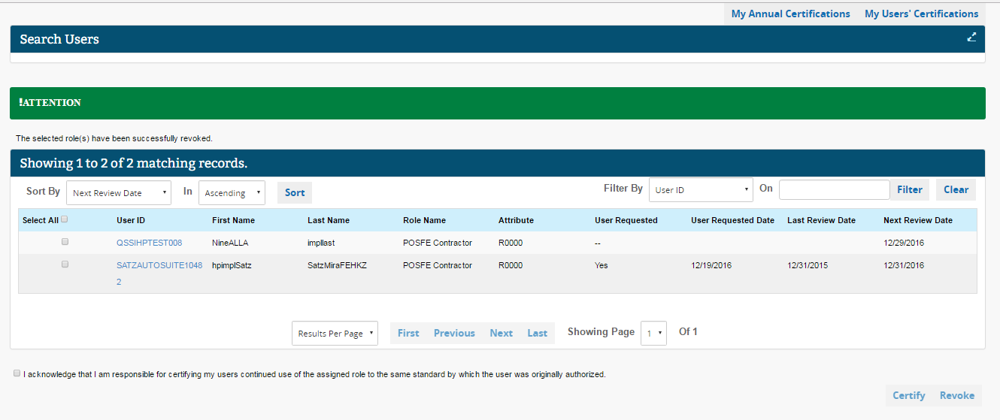 My Annual Certifications My Users' Certifications
Search Users
!ATTENTION
The selected role(s) have been successfully revoked.
Showing 1 to 2 of 2 matching records.
Sort By Next Review Date In Ascending Sort Filter By User ID On Filter Clear
Select All User ID First Name Last Name Role Name Attribute User Requested User Requested Date Last Review Date Next Review Date
QSSIHPTEST008 NineALLA impllast POSFE Contractor R0000 -- 12/29/2016
SATZAUTOSUITE1048 hpimplSatz SatzMiraFEHKZ POSFE Contractor R0000 Yes 12/19/2016 12/31/2015 12/31/2016
2
Results Per Page First Previous Next Last Showing Page 1 Of 1
I acknowledge that I am responsible for certifying my users continued use of the assigned role to the same standard by which the user was originally authorized.
Certify Revoke